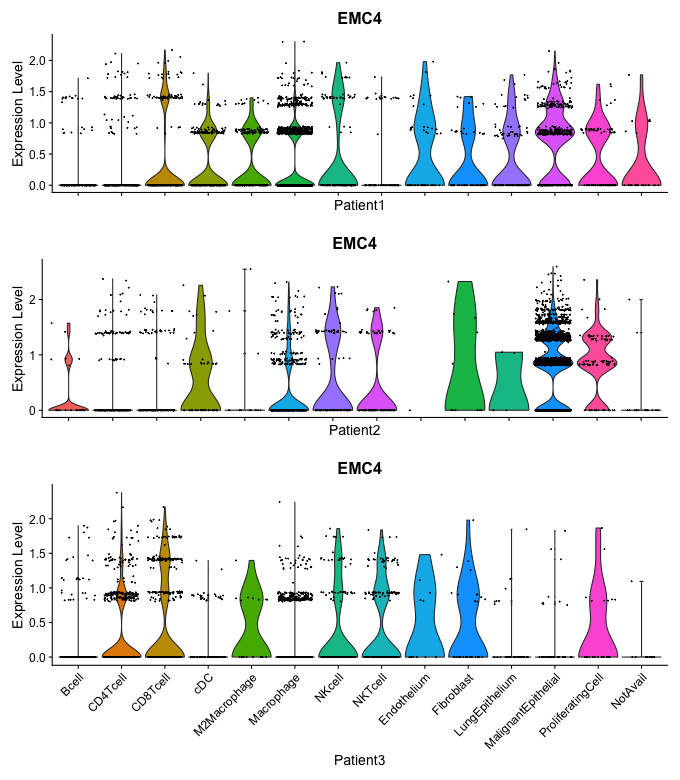 EMC4
Expression Level
2.0
1.5
1.0
0.5
0.0
Patient1
EMC4
Expression Level
2
1
0
Patient2
EMC4
Expression Level
2.0
1.5
1.0
0.5
0.0
Bcell
CD4Tcell
CD8Tcell
cDC
M2Macrophage
Macrophage
NKcell
NKTcell
Endothelium
Fibroblast
LungEpithelium
MalignantEpithelial
ProliferatingCell
NotAvail
Patient3